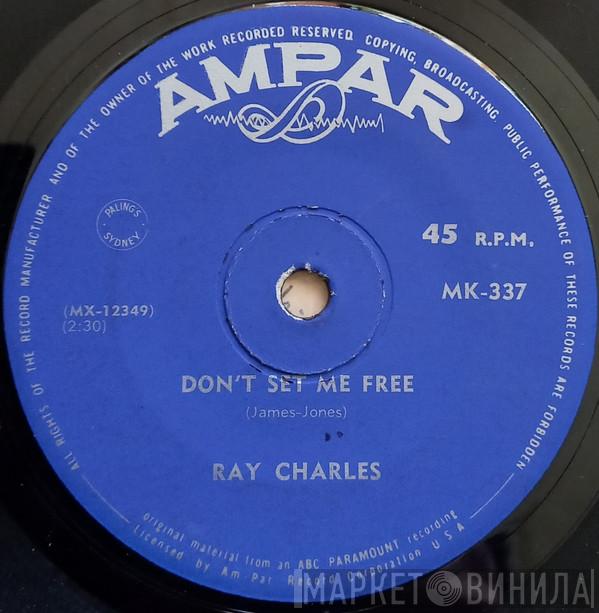 ALL RIGHTS OF THE RECORD MANUFACTURER AND OF THE OWNER OF THE WORK RECORDED RESERVED. COPYING, BROADCASTING PUBLIC PERFORMANCE OF THESE RECORDS ARE FORBIDDEN
AMPAR
PALING'S
SYDNEY
45 R.P.M.
MK-337
(MX-12349)
(2:30)
DON'T SET ME FREE
(James-Jones)
RAY CHARLES
original material from an ABC PARAMOUNT recording
Licensed by Am Par Record Corporation U S A
МАРКЕТ ВИНИЛА